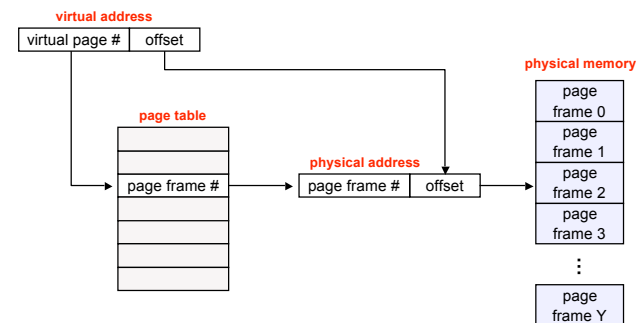 virtual address
virtual page # offset
physical memory
page
frame 0
page
frame 1
page
frame 2
page
frame 3
⋮
page
frame Y
page table
page frame #
physical address
page frame # offset